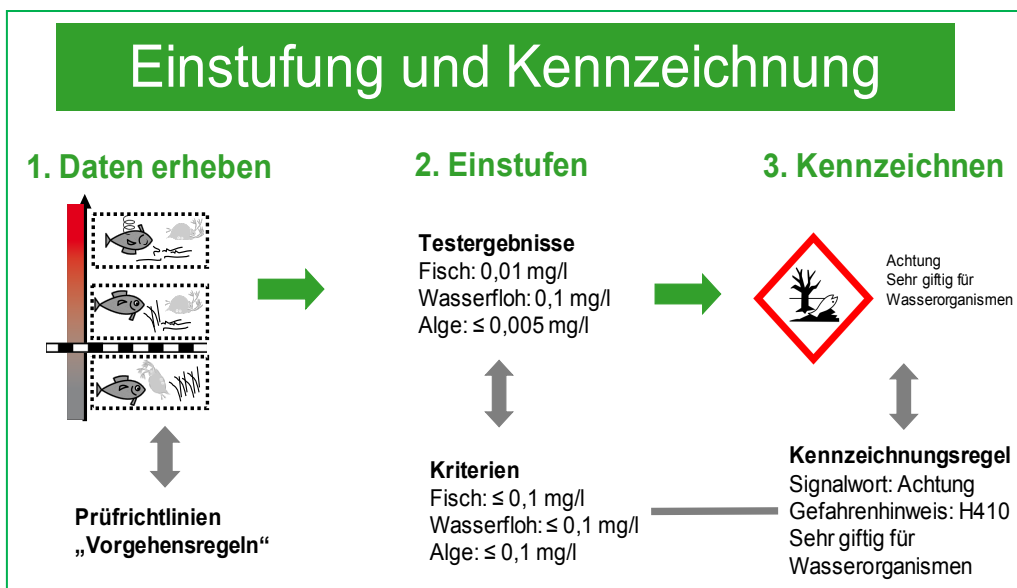 Einstufung und Kennzeichnung
1. Daten erheben
Prüfrichtlinien
„Vorgehensregeln“
2. Einstufen
Testergebnisse
Fisch: 0,01 mg/l
Wasserfloh: 0,1 mg/l
Alge: ≤ 0,005 mg/l
Kriterien
Fisch: ≤ 0,1 mg/l
Wasserfloh: ≤ 0,1 mg/l
Alge: ≤ 0,1 mg/l
3. Kennzeichnen
Achtung
Sehr giftig für
Wasserorganismen
Kennzeichnungsregel
Signalwort: Achtung
Gefahrenhinweis: H410
Sehr giftig für
Wasserorganismen